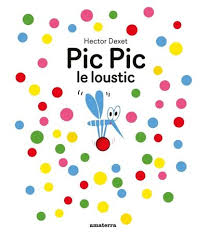 Hector Dexet
Pic Pic
le loustic
amaterra